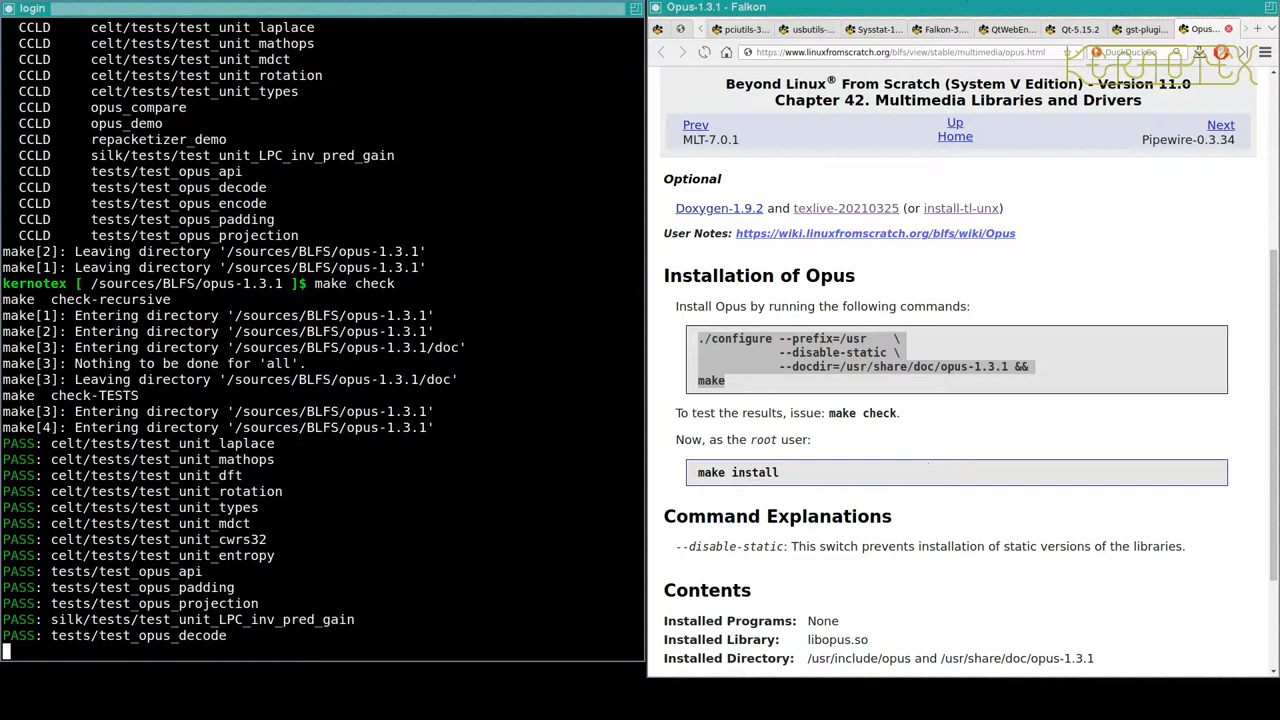 login
CCLD celt/tests/test_unit_laplace
CCLD celt/tests/test_unit_mathops
CCLD celt/tests/test_unit_mdct
CCLD celt/tests/test_unit_rotation
CCLD celt/tests/test_unit_types
CCLD opus_compare
CCLD opus_demo
CCLD repacketizer_demo
CCLD silk/tests/test_unit_LPC_inv_pred_gain
CCLD tests/test_opus_api
CCLD tests/test_opus_decode
CCLD tests/test_opus_encode
CCLD tests/test_opus_padding
CCLD tests/test_opus_projection
make[2]: Leaving directory '/sources/BLFS/opus-1.3.1'
make[1]: Leaving directory '/sources/BLFS/opus-1.3.1'
kernotex [ /sources/BLFS/opus-1.3.1 ]$ make check
make check-recursive
make[1]: Entering directory '/sources/BLFS/opus-1.3.1'
make[2]: Entering directory '/sources/BLFS/opus-1.3.1'
make[3]: Entering directory '/sources/BLFS/opus-1.3.1/doc'
make[3]: Nothing to be done for 'all'.
make[3]: Leaving directory '/sources/BLFS/opus-1.3.1/doc'
make check-TESTS
make[3]: Entering directory '/sources/BLFS/opus-1.3.1'
make[4]: Entering directory '/sources/BLFS/opus-1.3.1'
PASS: celt/tests/test_unit_laplace
PASS: celt/tests/test_unit_mathops
PASS: celt/tests/test_unit_dft
PASS: celt/tests/test_unit_rotation
PASS: celt/tests/test_unit_types
PASS: celt/tests/test_unit_mdct
PASS: celt/tests/test_unit_cwrs32
PASS: celt/tests/test_unit_entropy
PASS: tests/test_opus_api
PASS: tests/test_opus_padding
PASS: tests/test_opus_projection
PASS: silk/tests/test_unit_LPC_inv_pred_gain
PASS: tests/test_opus_decode
Opus-1.3.1 - Falkon
pciutils-3 usbutils- Sysstat-1 Falkon-3. QtWebEn Qt-5.15.2 gst-plugin Opus-
https://www.linuxfromscratch.org/blfs/view/stable/multimedia/opus.html DuckDuckGo
KERNOTEX
Beyond Linux® From Scratch (System V Edition) - Version 11.0
Chapter 42. Multimedia Libraries and Drivers
Prev Up Next
MLT-7.0.1 Home Pipewire-0.3.34
Optional
Doxygen-1.9.2 and texlive-20210325 (or install-tl-unx)
User Notes: https://wiki.linuxfromscratch.org/blfs/wiki/Opus
Installation of Opus
Install Opus by running the following commands:
./configure --prefix=/usr \
--disable-static \
--docdir=/usr/share/doc/opus-1.3.1 &&
make
To test the results, issue: make check.
Now, as the root user:
make install
Command Explanations
--disable-static: This switch prevents installation of static versions of the libraries.
Contents
Installed Programs: None
Installed Library: libopus.so
Installed Directory: /usr/include/opus and /usr/share/doc/opus-1.3.1